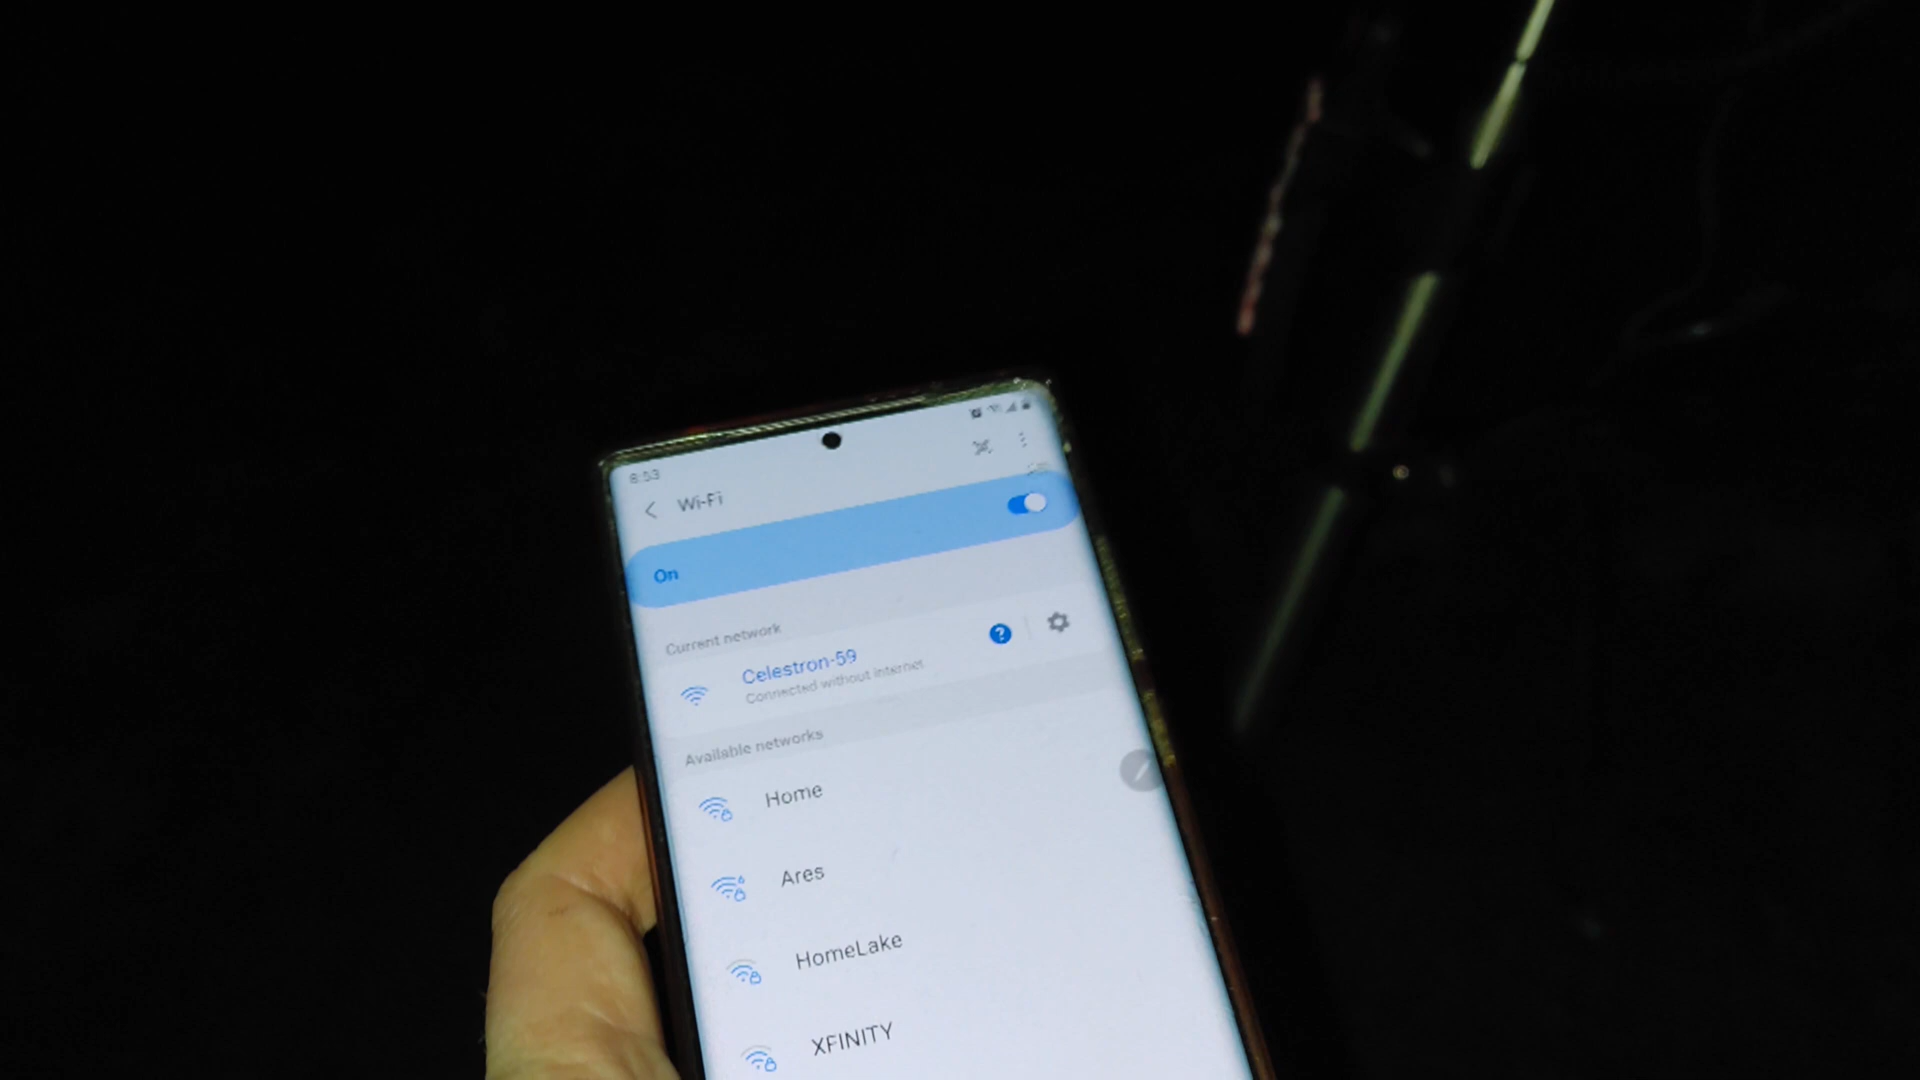 8:53
Wi-Fi
On
Current network
Celestron-59
Connected without internet
Available networks
Home
Ares
HomeLake
XFINITY